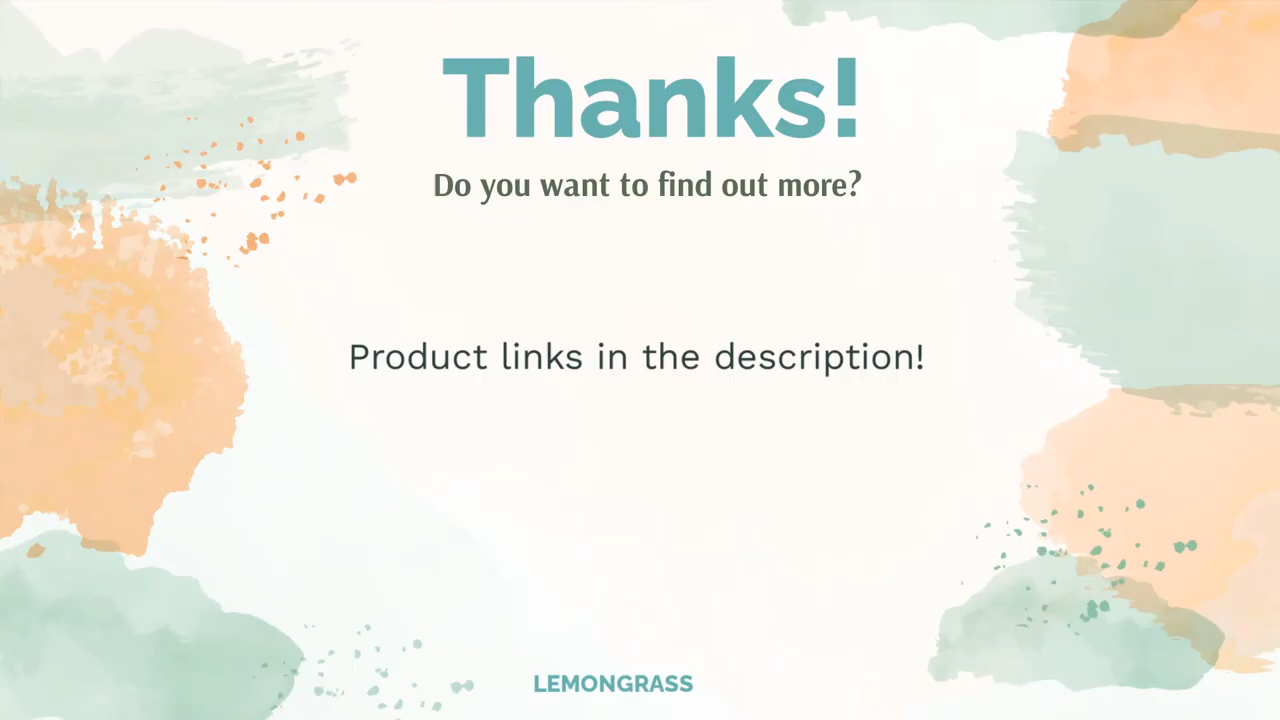 Thanks!
Do you want to find out more?
Product links in the description!
LEMONGRASS